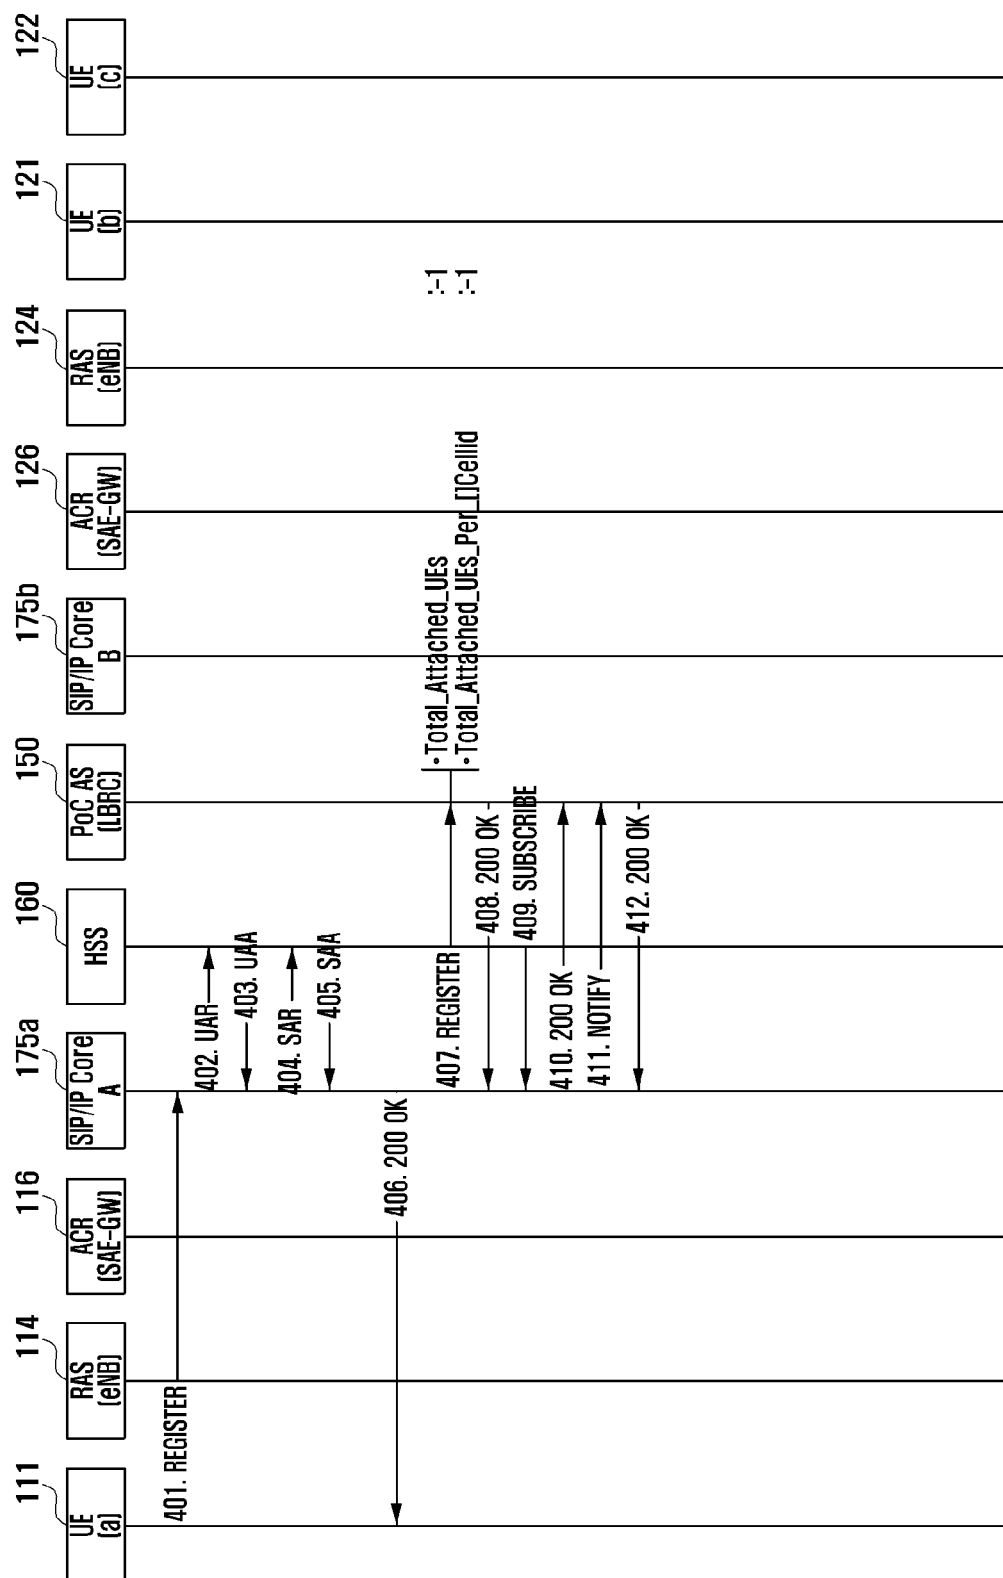 111
UE
(a)
114
RAS
(eNB)
116
ACR
(SAE-GW)
175a
SIP/IP Core
A
160
HSS
150
PoC AS
(LBRC)
175b
SIP/IP Core
B
126
ACR
(SAE-GW)
124
RAS
(eNB)
121
UE
(b)
122
UE
(c)
401. REGISTER
402. UAR
403. UAA
404. SAR
405. SAA
406. 200 OK
407. REGISTER
• Total_Attached_UEs :-1
• Total_Attached_UEs_Per_[]Cellid :-1
408. 200 OK
409. SUBSCRIBE
410. 200 OK
411. NOTIFY
412. 200 OK